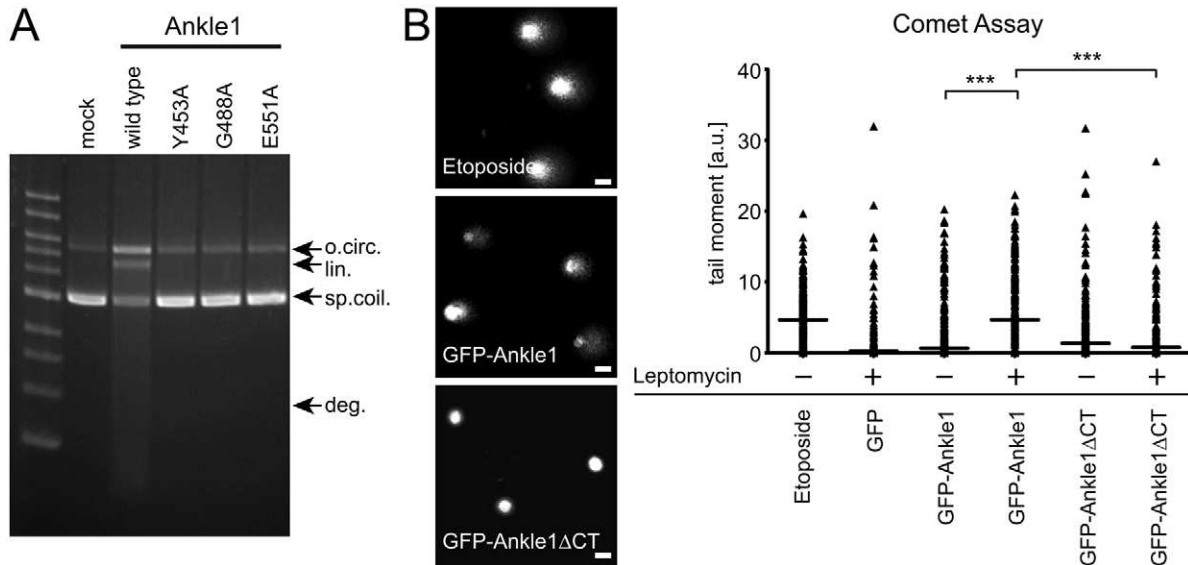 A
Ankle1
mock
wild type
Y453A
G488A
E551A
o.circ.
lin.
sp.coil.
deg.
B
Etoposide
GFP-Ankle1
GFP-Ankle1ΔCT
Comet Assay
*** ***
tail moment [a.u.]
40
30
20
10
0
Leptomycin − + − + − +
Etoposide
GFP
GFP-Ankle1
GFP-Ankle1
GFP-Ankle1ΔCT
GFP-Ankle1ΔCT